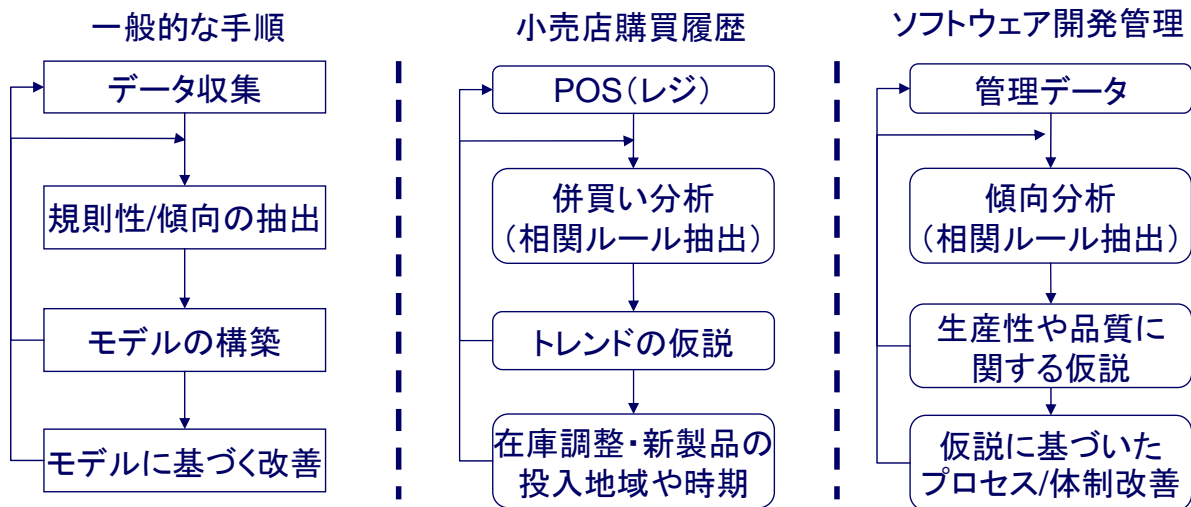 一般的な手順
データ収集
規則性/傾向の抽出
モデルの構築
モデルに基づく改善
小売店購買履歴
POS(レジ)
併買い分析
(相関ルール抽出)
トレンドの仮説
在庫調整・新製品の
投入地域や時期
ソフトウェア開発管理
管理データ
傾向分析
(相関ルール抽出)
生産性や品質に
関する仮説
仮説に基づいた
プロセス/体制改善